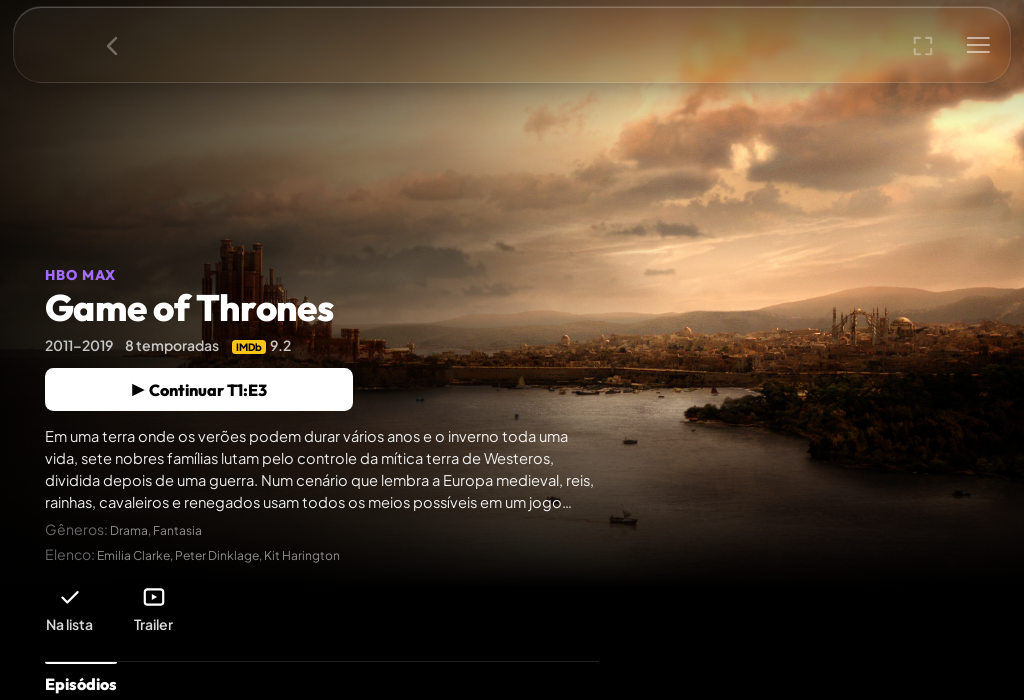 HBO MAX
Game of Thrones
2011–2019 8 temporadas IMDb 9.2
▶ Continuar T1:E3
Em uma terra onde os verões podem durar vários anos e o inverno toda uma
vida, sete nobres famílias lutam pelo controle da mítica terra de Westeros,
dividida depois de uma guerra. Num cenário que lembra a Europa medieval, reis,
rainhas, cavaleiros e renegados usam todos os meios possíveis em um jogo...
Gêneros: Drama, Fantasia
Elenco: Emilia Clarke, Peter Dinklage, Kit Harington
Na lista Trailer
Episódios